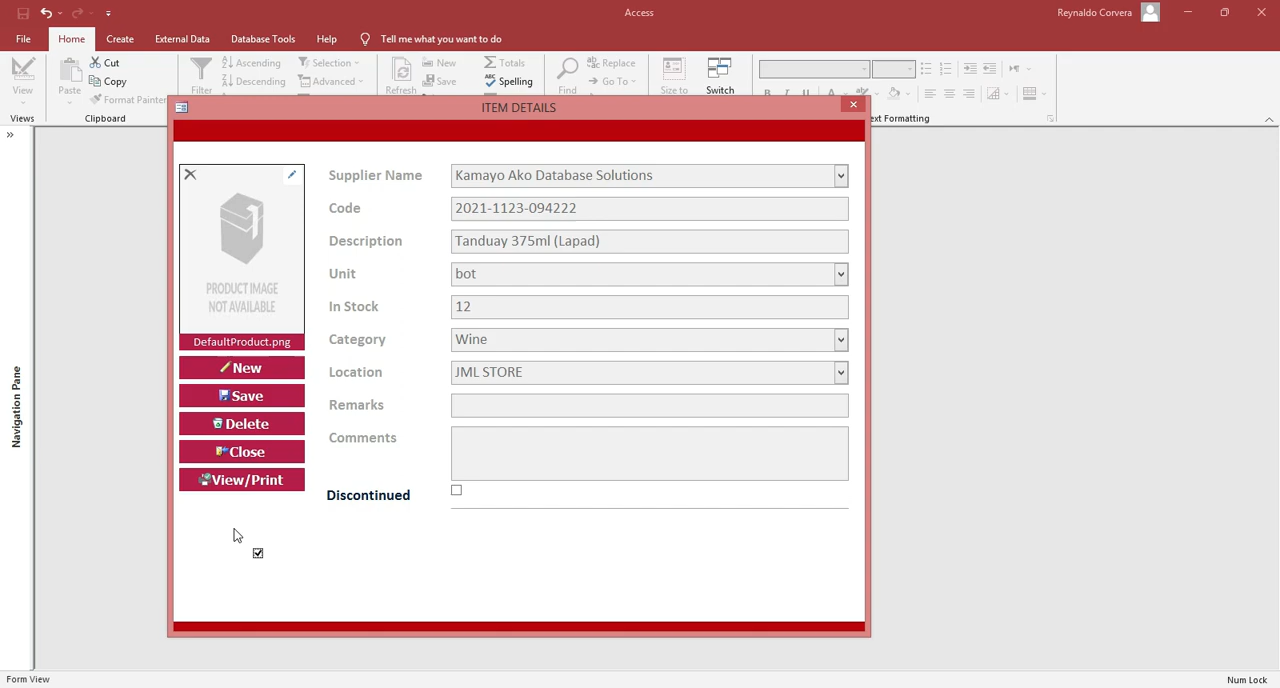 Access
Reynaldo Corvera
File Home Create External Data Database Tools Help Tell me what you want to do
View
Views
Paste
Cut
Copy
Format Painter
Clipboard
Filter
Ascending
Descending
Selection
Advanced
Refresh
New
Save
Totals
Spelling
Find
Replace
Go To
Size to
Switch
ext Formatting
ITEM DETAILS
PRODUCT IMAGE
NOT AVAILABLE
DefaultProduct.png
New
Save
Delete
Close
View/Print
Supplier Name Kamayo Ako Database Solutions
Code 2021-1123-094222
Description Tanduay 375ml (Lapad)
Unit bot
In Stock 12
Category Wine
Location JML STORE
Remarks
Comments
Discontinued
Navigation Pane
Form View
Num Lock